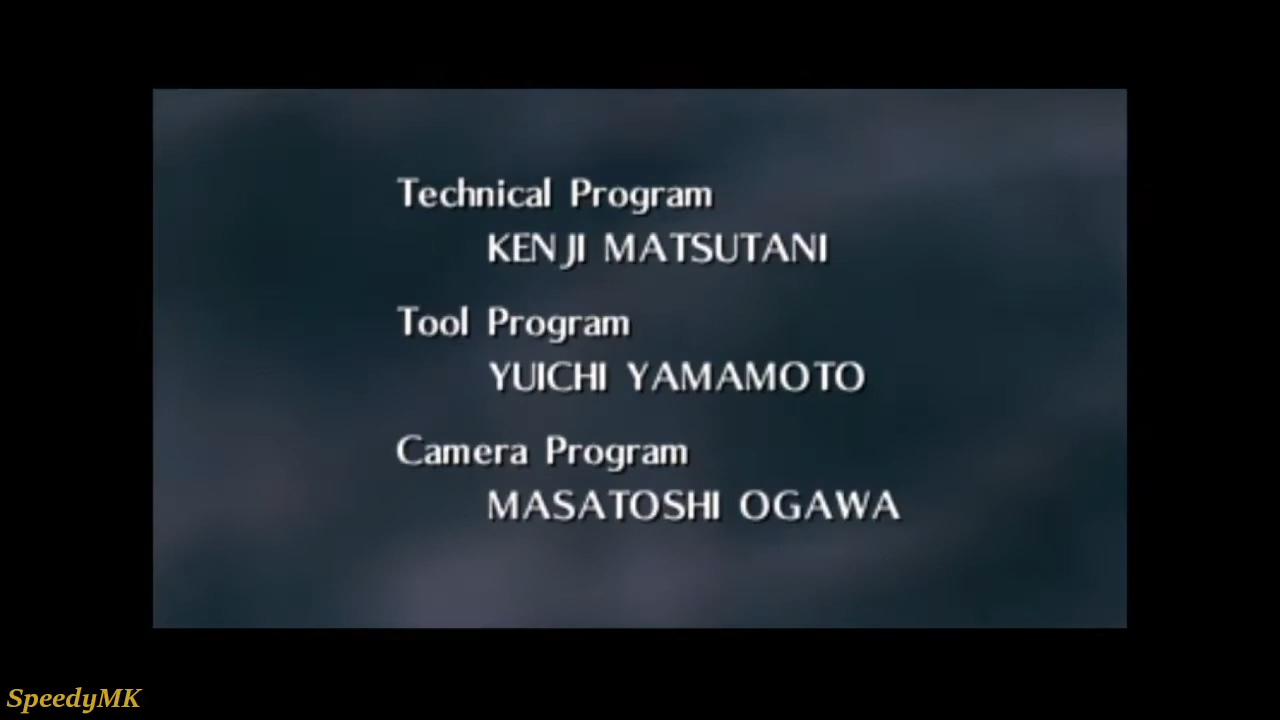 Technical Program
KENJI MATSUTANI
Tool Program
YUICHI YAMAMOTO
Camera Program
MASATOSHI OGAWA
SpeedyMK